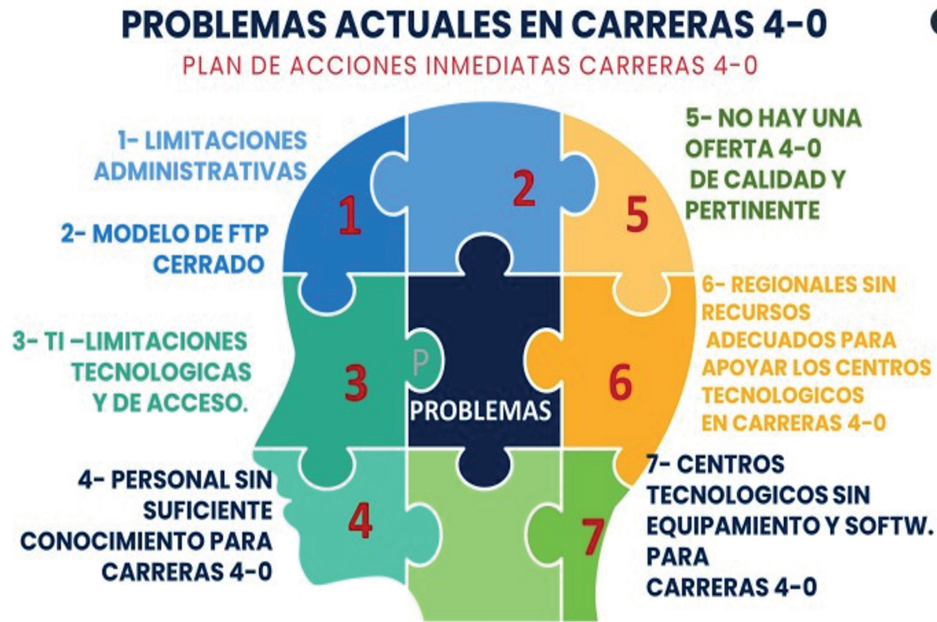 PROBLEMAS ACTUALES EN CARRERAS 4-0
PLAN DE ACCIONES INMEDIATAS CARRERAS 4-0
1- LIMITACIONES
ADMINISTRATIVAS
2- MODELO DE FTP
CERRADO
3- TI –LIMITACIONES
TECNOLOGICAS
Y DE ACCESO.
4- PERSONAL SIN
SUFICIENTE
CONOCIMIENTO PARA
CARRERAS 4-0
1
2
5
3
P
PROBLEMAS
6
4
7
5- NO HAY UNA
OFERTA 4-0
DE CALIDAD Y
PERTINENTE
6- REGIONALES SIN
RECURSOS
ADECUADOS PARA
APOYAR LOS CENTROS
TECNOLOGICOS
EN CARRERAS 4-0
7- CENTROS
TECNOLOGICOS SIN
EQUIPAMIENTO Y SOFTW.
PARA
CARRERAS 4-0